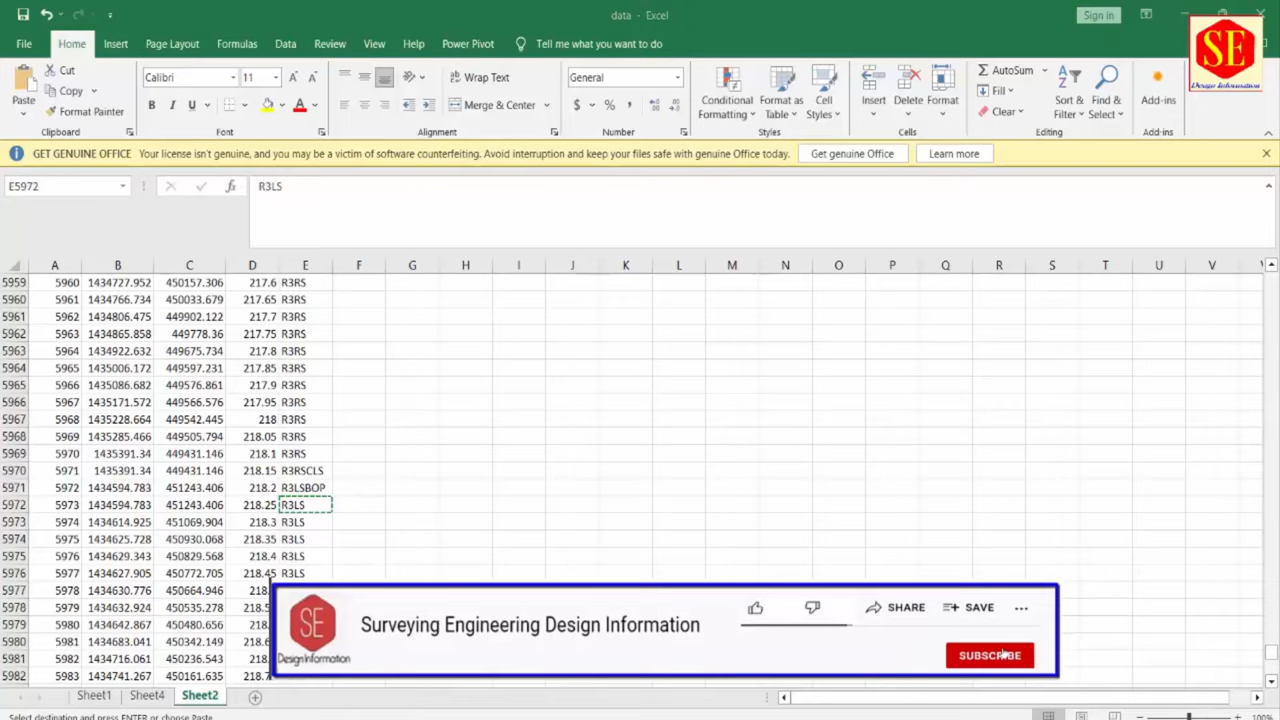 data - Excel
Sign in
SE
Design Information
File Home Insert Page Layout Formulas Data Review View Help Power Pivot Tell me what you want to do
Paste
Cut
Copy
Format Painter
Clipboard
Calibri 11
B I U
Font
Wrap Text
Merge & Center
Alignment
General
$ % ,
Number
Conditional Formatting
Format as Table
Cell Styles
Styles
Insert Delete Format
Cells
AutoSum
Fill
Clear
Sort & Filter
Find & Select
Editing
Add-ins
Add-ins
GET GENUINE OFFICE Your license isn't genuine, and you may be a victim of software counterfeiting. Avoid interruption and keep your files safe with genuine Office today. Get genuine Office Learn more
E5972 fx R3LS
A B C D E F G H I J K L M N O P Q R S T U V
5959 5960 1434727.952 450157.306 217.6 R3RS
5960 5961 1434766.734 450033.679 217.65 R3RS
5961 5962 1434806.475 449902.122 217.7 R3RS
5962 5963 1434865.858 449778.36 217.75 R3RS
5963 5964 1434922.632 449675.734 217.8 R3RS
5964 5965 1435006.172 449597.231 217.85 R3RS
5965 5966 1435086.682 449576.861 217.9 R3RS
5966 5967 1435171.572 449566.576 217.95 R3RS
5967 5968 1435228.664 449542.445 218 R3RS
5968 5969 1435285.466 449505.794 218.05 R3RS
5969 5970 1435391.34 449431.146 218.1 R3RS
5970 5971 1435391.34 449431.146 218.15 R3RSCLS
5971 5972 1434594.783 451243.406 218.2 R3LSBOP
5972 5973 1434594.783 451243.406 218.25 R3LS
5973 5974 1434614.925 451069.904 218.3 R3LS
5974 5975 1434625.728 450930.068 218.35 R3LS
5975 5976 1434629.343 450829.568 218.4 R3LS
5976 5977 1434627.905 450772.705 218.45 R3LS
5977 5978 1434630.776 450664.946
5978 5979 1434632.924 450535.278
5979 5980 1434642.867 450480.656
5980 5981 1434683.041 450342.149
5981 5982 1434716.061 450236.543
5982 5983 1434741.267 450161.635
SE
Design Information
Surveying Engineering Design Information
SHARE SAVE ...
SUBSCRIBE
Sheet1 Sheet4 Sheet2
Select destination and press ENTER or choose Paste
100%